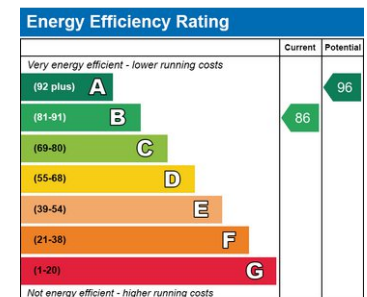 Energy Efficiency Rating
Current Potential
Very energy efficient - lower running costs
(92 plus) A 96
(81-91) B 86
(69-80) C
(55-68) D
(39-54) E
(21-38) F
(1-20) G
Not energy efficient - higher running costs